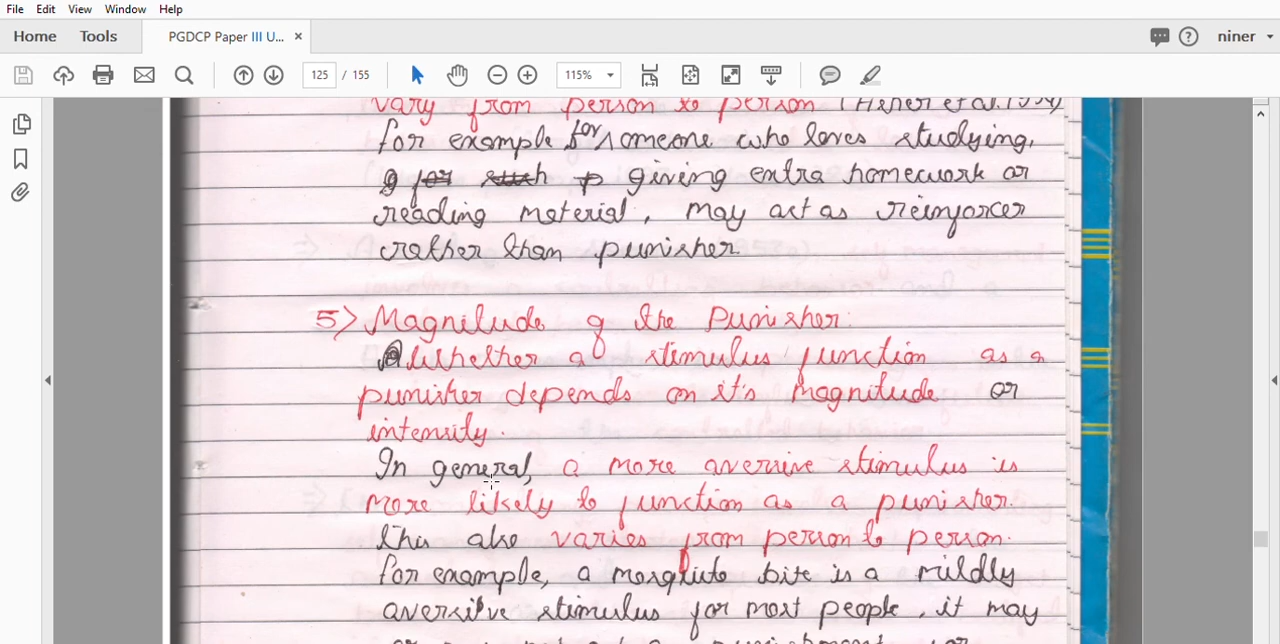 File Edit View Window Help
Home Tools PGDCP Paper III U... × niner
125 / 155 115%
vary from person to person (Fisher et al. 1994)
for example for someone who loves studying,
giving extra homework or
reading material, may act as reinforcer
rather than punisher.
5) Magnitude of the Punisher:
Whether a stimulus function as a
punisher depends on it's magnitude or
intensity.
In general, a more aversive stimulus is
more likely to function as a punisher.
this also varies from person to person.
for example, a mosquito bite is a mildly
aversive stimulus for most people, it may